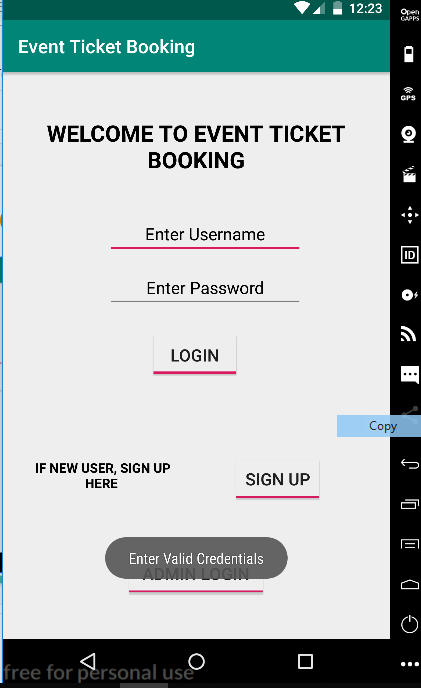 12:23
Open
GAPPS
Event Ticket Booking
GPS
WELCOME TO EVENT TICKET
BOOKING
Enter Username
ID
Enter Password
LOGIN
Copy
IF NEW USER, SIGN UP
HERE
SIGN UP
Enter Valid Credentials
ADMIN LOGIN
free for personal use